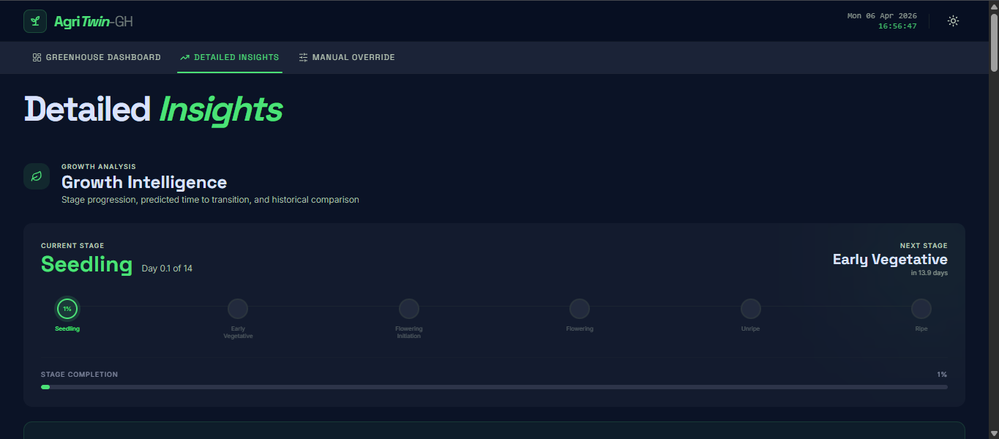 AgriTwin-GH
Mon 06 Apr 2026
16:56:47
GREENHOUSE DASHBOARD
DETAILED INSIGHTS
MANUAL OVERRIDE
Detailed Insights
GROWTH ANALYSIS
Growth Intelligence
Stage progression, predicted time to transition, and historical comparison
CURRENT STAGE
Seedling Day 0.1 of 14
NEXT STAGE
Early Vegetative
in 13.9 days
1%
Seedling
Early
Vegetative
Flowering
Initiation
Flowering
Unripe
Ripe
STAGE COMPLETION
1%